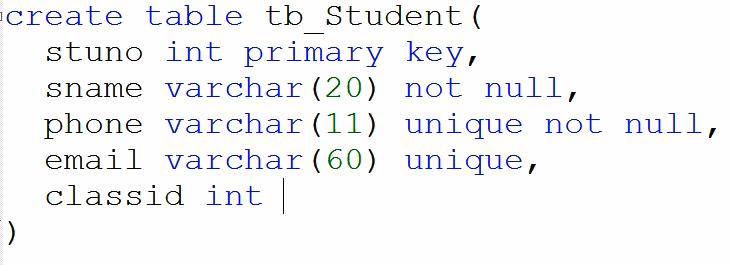 create table tb_Student(
stuno int primary key,
sname varchar(20) not null,
phone varchar(11) unique not null,
email varchar(60) unique,
classid int
)